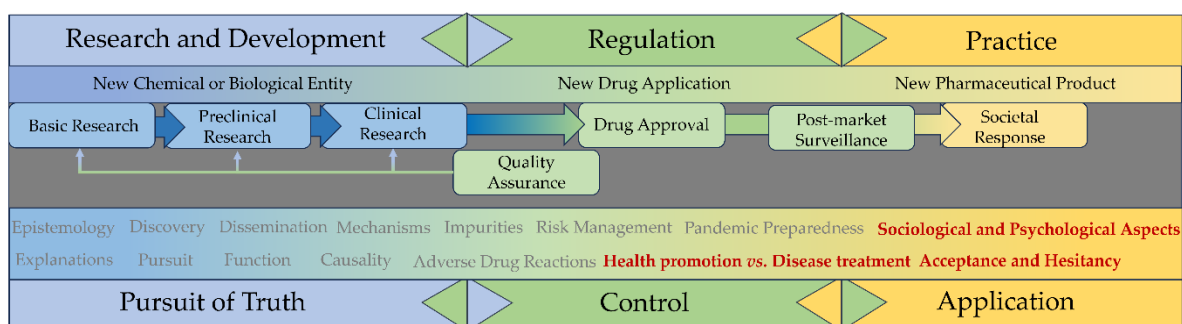 Research and Development Regulation Practice
New Chemical or Biological Entity New Drug Application New Pharmaceutical Product
Basic Research
Preclinical
Research
Clinical
Research
Drug Approval
Post-market
Surveillance
Societal
Response
Quality
Assurance
Epistemology Discovery Dissemination Mechanisms Impurities Risk Management Pandemic Preparedness Sociological and Psychological Aspects
Explanations Pursuit Function Causality Adverse Drug Reactions Health promotion vs. Disease treatment Acceptance and Hesitancy
Pursuit of Truth Control Application